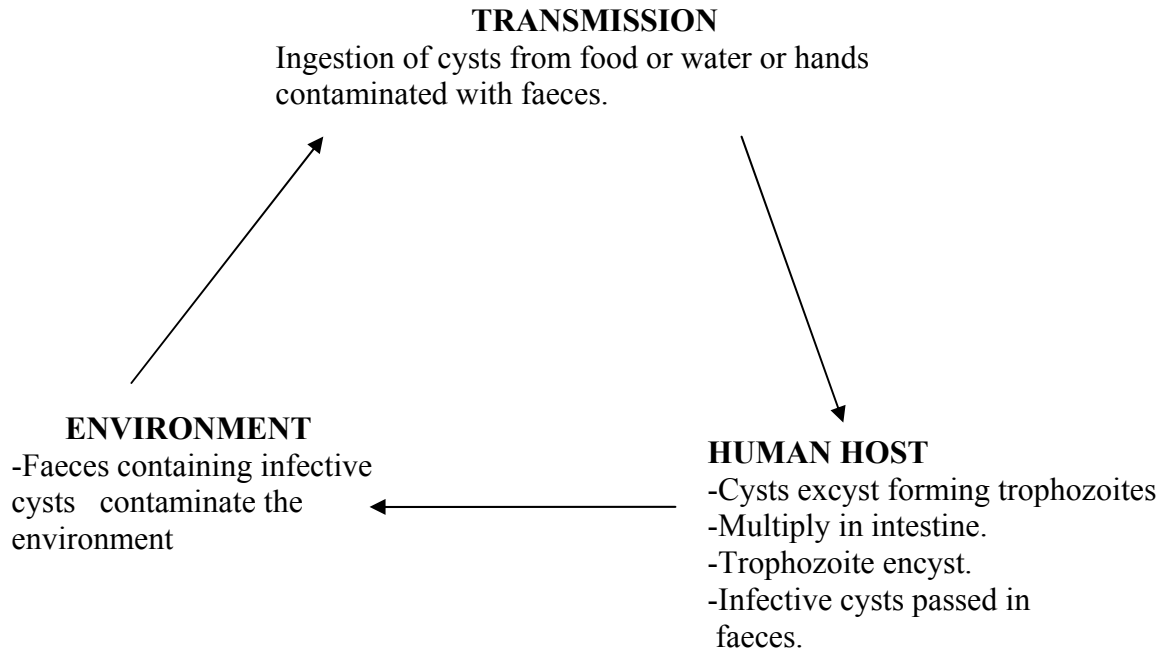 TRANSMISSION
Ingestion of cysts from food or water or hands
contaminated with faeces.
ENVIRONMENT
-Faeces containing infective
cysts contaminate the
environment
HUMAN HOST
-Cysts excyst forming trophozoites
-Multiply in intestine.
-Trophozoite encyst.
-Infective cysts passed in
faeces.